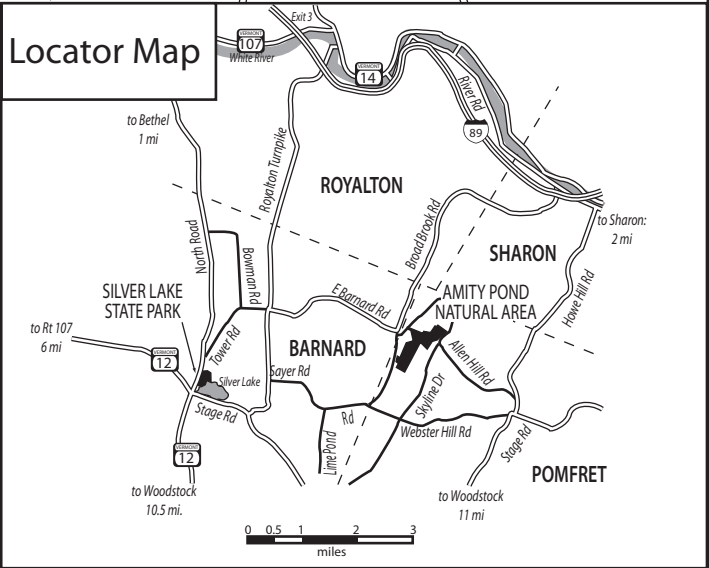 Locator Map
Exit 3
VERMONT
107
White River
VERMONT
14
River Rd
89
to Bethel
1 mi
Royalton Turnpike
ROYALTON
North Road
Bowman Rd
Broad Brook Rd
SHARON
to Sharon:
2 mi
Howe Hill Rd
SILVER LAKE
STATE PARK
E Barnard Rd
AMITY POND
NATURAL AREA
to Rt 107
6 mi
VERMONT
12
Tower Rd
BARNARD
Allen Hill Rd
Silver Lake
Sayer Rd
Skyline Dr
Stage Rd
Lime Pond
Rd
Webster Hill Rd
Stage Rd
VERMONT
12
POMFRET
to Woodstock
10.5 mi.
to Woodstock
11 mi
0 0.5 1 2 3
miles